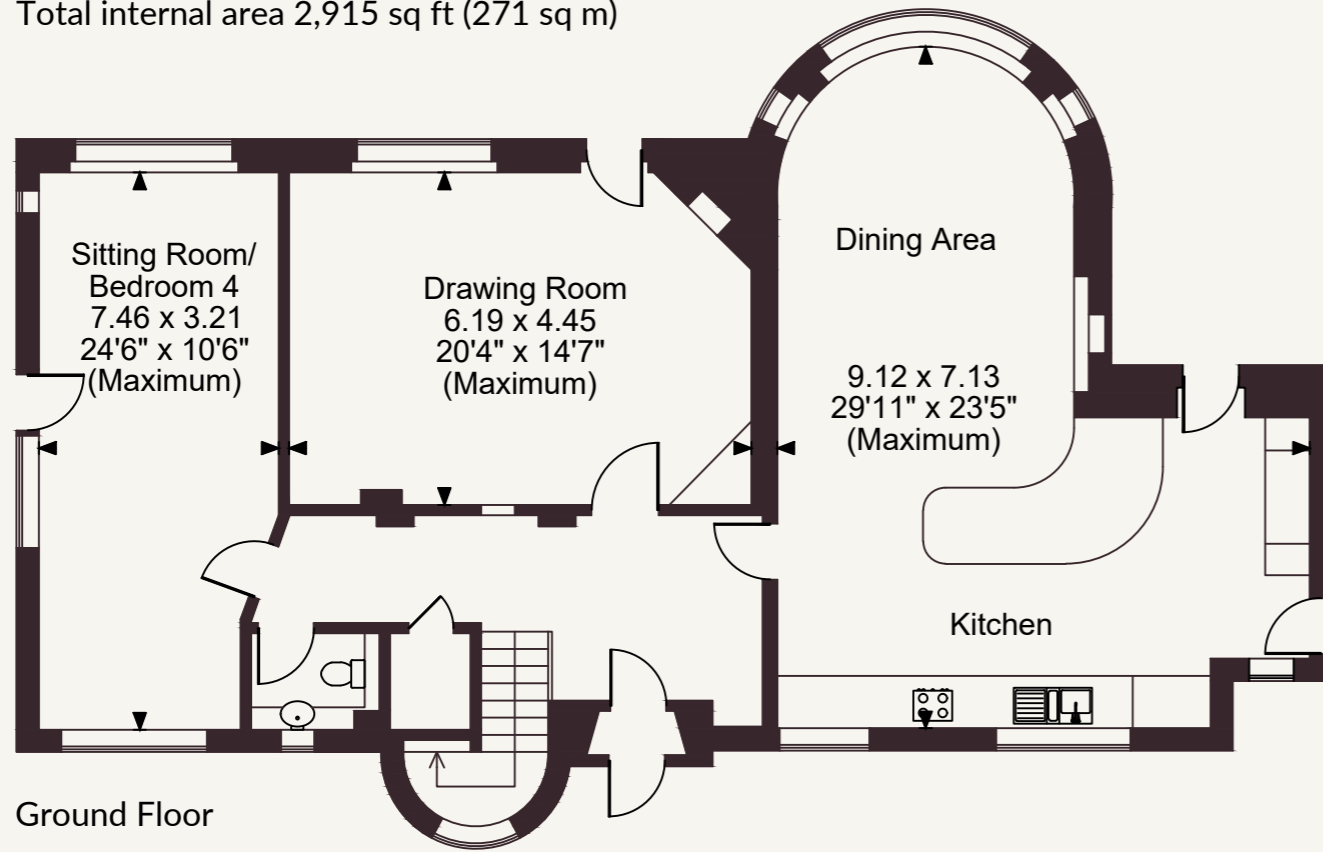 Total internal area 2,915 sq ft (271 sq m)
Sitting Room/
Bedroom 4
7.46 x 3.21
24'6" x 10'6"
(Maximum)
Drawing Room
6.19 x 4.45
20'4" x 14'7"
(Maximum)
Dining Area
9.12 x 7.13
29'11" x 23'5"
(Maximum)
Kitchen
Ground Floor